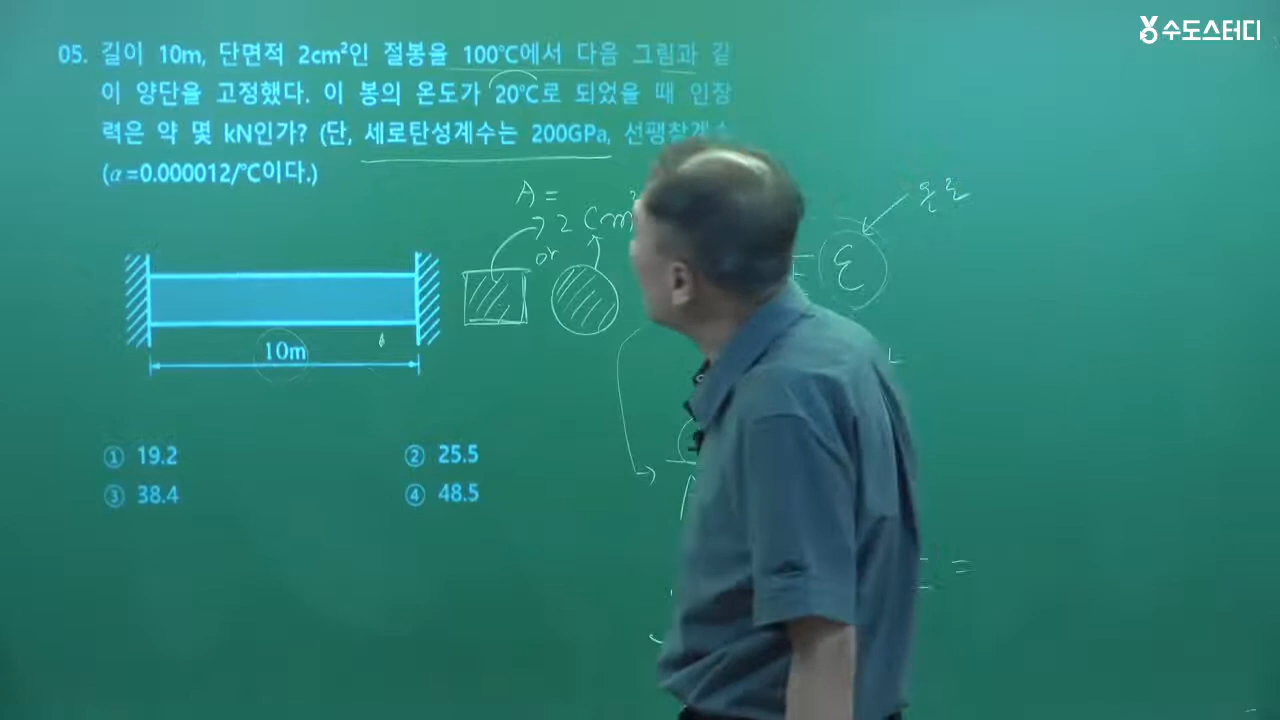 수도스터디
05. 길이 10m, 단면적 2cm²인 절봉을 100℃에서 다음 그림과 같
이 양단을 고정했다. 이 봉의 온도가 20℃로 되었을 때 인장
력은 약 몇 kN인가? (단, 세로탄성계수는 200GPa, 선팽창계수
(α=0.000012/℃이다.)
A =
2 cm²
or
= ε
온도
10m
① 19.2
② 25.5
③ 38.4
④ 48.5